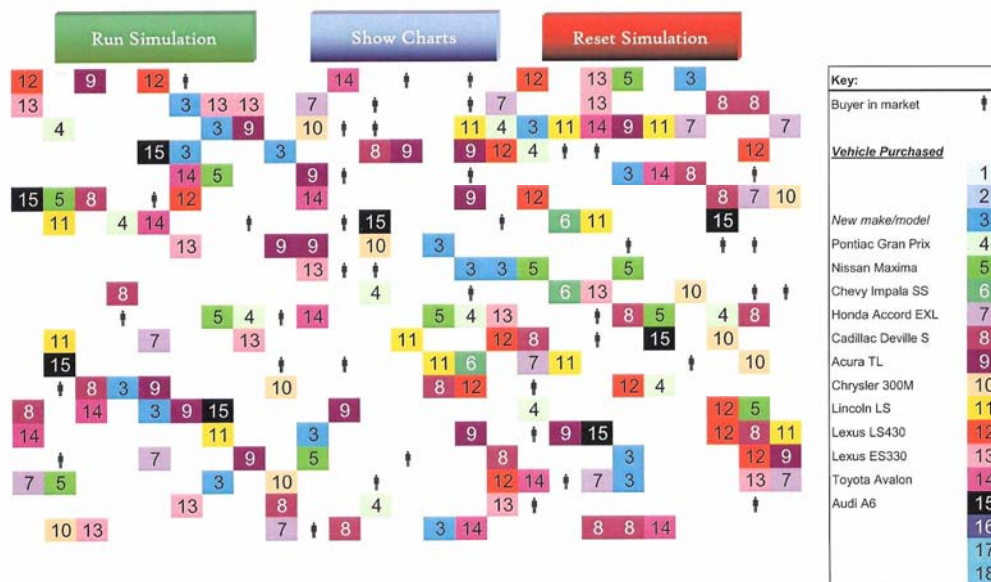 Run Simulation
Show Charts
Reset Simulation
12 9 12 14 12 13 5 3
13 3 13 13 7 7 13 8 8
4 3 9 10 11 4 3 11 14 9 11 7 7
15 3 3 8 9 9 12 4 12
14 5 9 3 14 8
15 5 8 12 14 9 12 8 7 10
11 4 14 15 6 11 15
13 9 9 10 3
13 3 3 5 5
8 4 6 13 10
5 4 14 5 4 13 8 5 4 8
11 7 13 11 12 8 15 10
15 11 6 7 11 10
8 3 9 10 8 12 12 4
8 14 3 9 15 9 4 12 5
14 11 3 9 9 15 12 8 11
7 9 5 8 3 12 9
7 5 3 10 12 14 7 3 13 7
13 8 4 13
10 13 7 8 3 14 8 8 14
Key:
Buyer in market
Vehicle Purchased
1
2
New make/model 3
Pontiac Gran Prix 4
Nissan Maxima 5
Chevy Impala SS 6
Honda Accord EXL 7
Cadillac Deville S 8
Acura TL 9
Chrysler 300M 10
Lincoln LS 11
Lexus LS430 12
Lexus ES330 13
Toyota Avalon 14
Audi A6 15
16
17
18